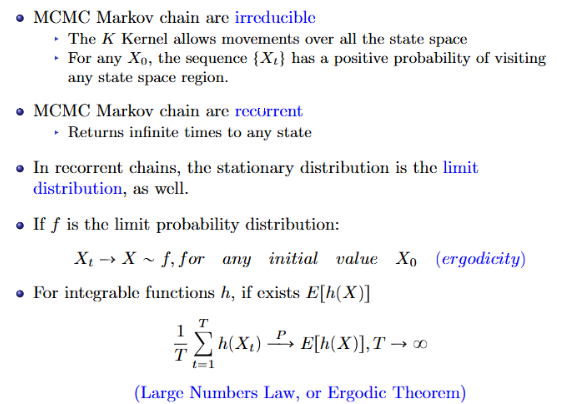 • MCMC Markov chain are irreducible
‣ The K Kernel allows movements over all the state space
‣ For any X₀, the sequence {Xₜ} has a positive probability of visiting
any state space region.
• MCMC Markov chain are recurrent
‣ Returns infinite times to any state
• In recorrent chains, the stationary distribution is the limit
distribution, as well.
• If f is the limit probability distribution:
Xₜ → X ~ f, for any initial value X₀ (ergodicity)
• For integrable functions h, if exists E[h(X)]
1/T ∑_{t=1}^{T} h(Xₜ) —P→ E[h(X)], T → ∞
(Large Numbers Law, or Ergodic Theorem)